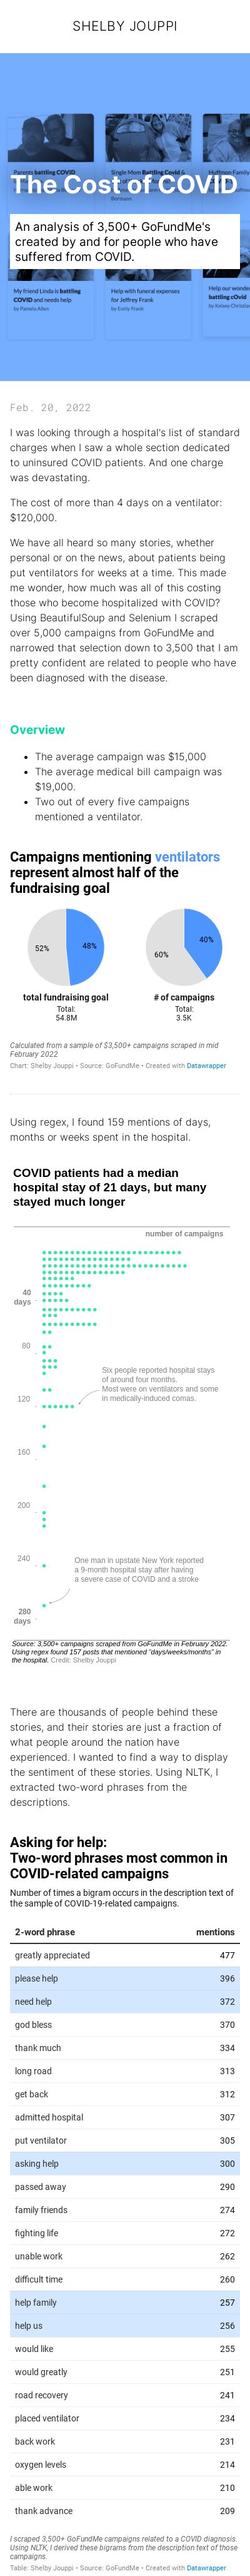 SHELBY JOUPPI
Parents battling COVID
Single Mom Battling Covid &
Huffman Family
Bermann
The Cost of COVID
An analysis of 3,500+ GoFundMe's
created by and for people who have
suffered from COVID.
My friend Linda is battling
COVID and needs help
by Pamela Allen
Help with funeral expenses
for Jeffrey Frank
by Emily Frank
Help our wonder
battling cOvid
by Kelsey Christia
Feb. 20, 2022
I was looking through a hospital's list of standard
charges when I saw a whole section dedicated
to uninsured COVID patients. And one charge
was devastating.
The cost of more than 4 days on a ventilator:
$120,000.
We have all heard so many stories, whether
personal or on the news, about patients being
put ventilators for weeks at a time. This made
me wonder, how much was all of this costing
those who become hospitalized with COVID?
Using BeautifulSoup and Selenium I scraped
over 5,000 campaigns from GoFundMe and
narrowed that selection down to 3,500 that I am
pretty confident are related to people who have
been diagnosed with the disease.
Overview
• The average campaign was $15,000
• The average medical bill campaign was
$19,000.
• Two out of every five campaigns
mentioned a ventilator.
Campaigns mentioning ventilators
represent almost half of the
fundraising goal
52% 48%
60% 40%
total fundraising goal
Total:
54.8M
# of campaigns
Total:
3.5K
Calculated from a sample of $3,500+ campaigns scraped in mid
February 2022
Chart: Shelby Jouppi • Source: GoFundMe • Created with Datawrapper
Using regex, I found 159 mentions of days,
months or weeks spent in the hospital.
COVID patients had a median
hospital stay of 21 days, but many
stayed much longer
number of campaigns
40
days
80
Six people reported hospital stays
of around four months.
Most were on ventilators and some
in medically-induced comas.
120
160
200
240
One man in upstate New York reported
a 9-month hospital stay after having
a severe case of COVID and a stroke
280
days
Source: 3,500+ campaigns scraped from GoFundMe in February 2022.
Using regex found 157 posts that mentioned "days/weeks/months" in
the hospital. Credit: Shelby Jouppi
There are thousands of people behind these
stories, and their stories are just a fraction of
what people around the nation have
experienced. I wanted to find a way to display
the sentiment of these stories. Using NLTK, I
extracted two-word phrases from the
descriptions.
Asking for help:
Two-word phrases most common in
COVID-related campaigns
Number of times a bigram occurs in the description text of
the sample of COVID-19-related campaigns.
2-word phrase mentions
greatly appreciated 477
please help 396
need help 372
god bless 370
thank much 334
long road 313
get back 312
admitted hospital 307
put ventilator 305
asking help 300
passed away 290
family friends 274
fighting life 272
unable work 262
difficult time 260
help family 257
help us 256
would like 255
would greatly 251
road recovery 241
placed ventilator 234
back work 231
oxygen levels 214
able work 210
thank advance 209
I scraped 3,500+ GoFundMe campaigns related to a COVID diagnosis.
Using NLTK, I derived these bigrams from the description text of those
campaigns.
Table: Shelby Jouppi • Source: GoFundMe • Created with Datawrapper